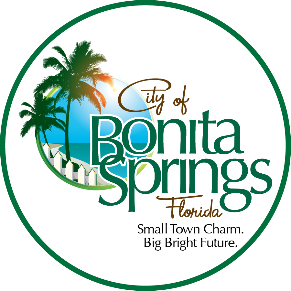 City of
Bonita
Springs
Florida
Small Town Charm.
Big Bright Future.